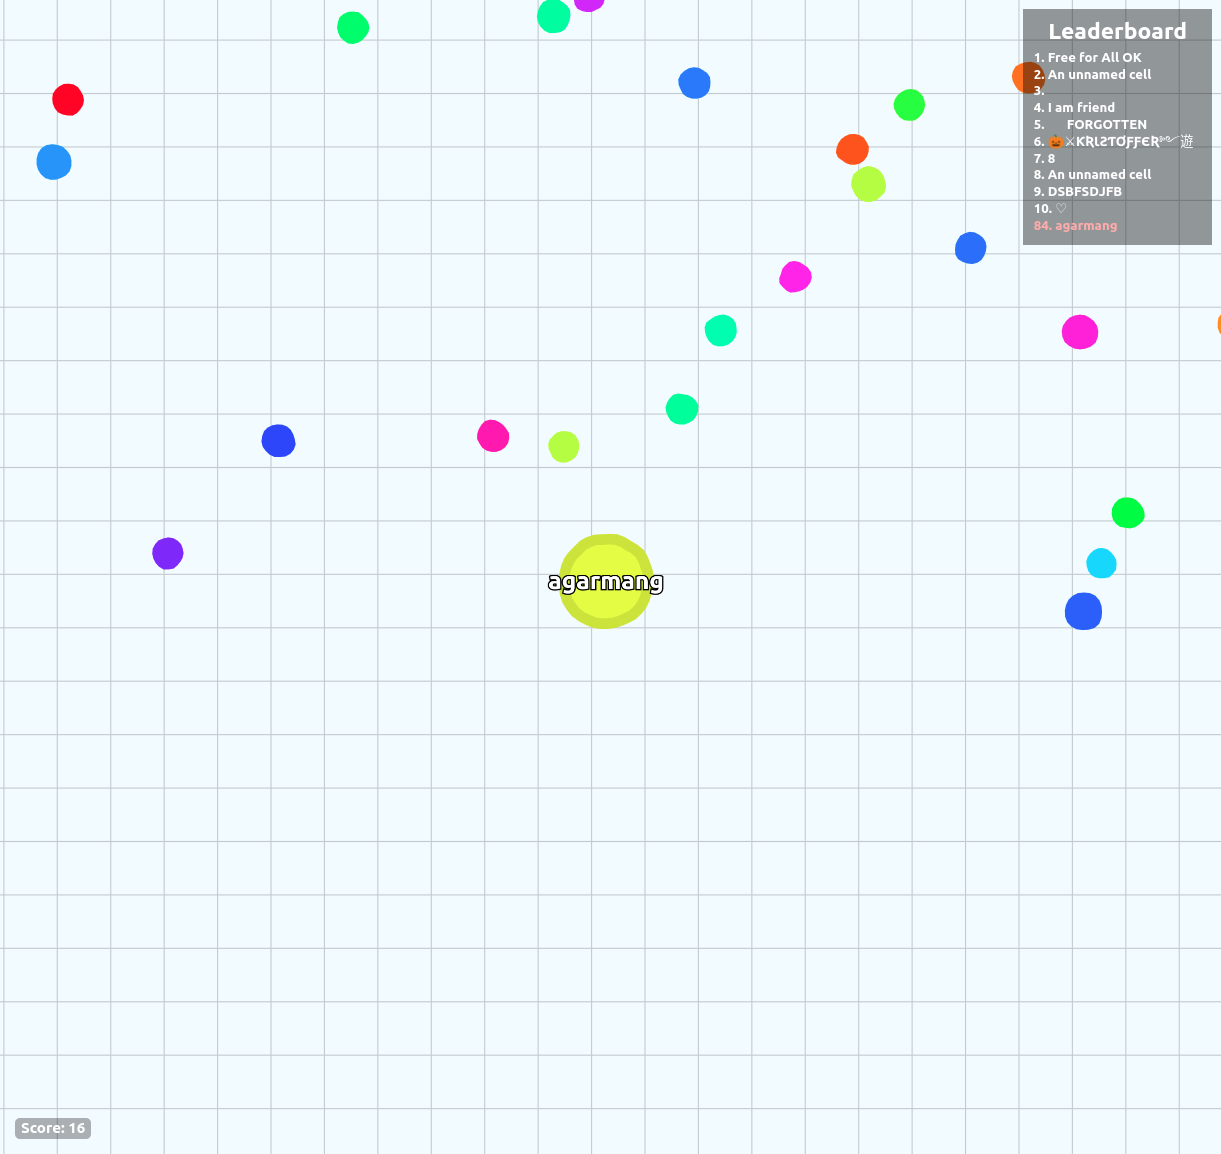 Leaderboard
1. Free for All OK
2. An unnamed cell
3.
4. I am friend
5. FORGOTTEN
6. 🎃⚔
7. 8
8. An unnamed cell
9. DSBFSDJFB
10. ♡
84. agarmang
agarmang
Score: 16